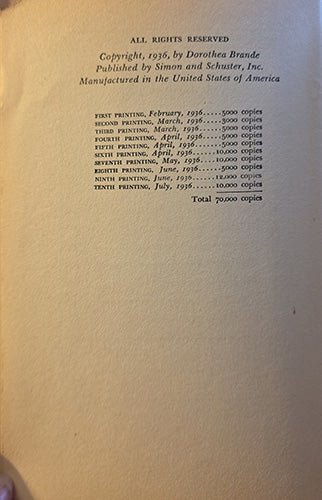 ALL RIGHTS RESERVED
Copyright, 1936, by Dorothea Brande
Published by Simon and Schuster, Inc.
Manufactured in the United States of America
FIRST PRINTING, February, 1936.....5000 copies
SECOND PRINTING, March, 1936.....5000 copies
THIRD PRINTING, March, 1936.....5000 copies
FOURTH PRINTING, April, 1936......5000 copies
FIFTH PRINTING, April, 1936.......5000 copies
SIXTH PRINTING, April, 1936......10,000 copies
SEVENTH PRINTING, May, 1936.....10,000 copies
EIGHTH PRINTING, June, 1936......5000 copies
NINTH PRINTING, June, 1936......12,000 copies
TENTH PRINTING, July, 1936......10,000 copies
Total 70,000 copies